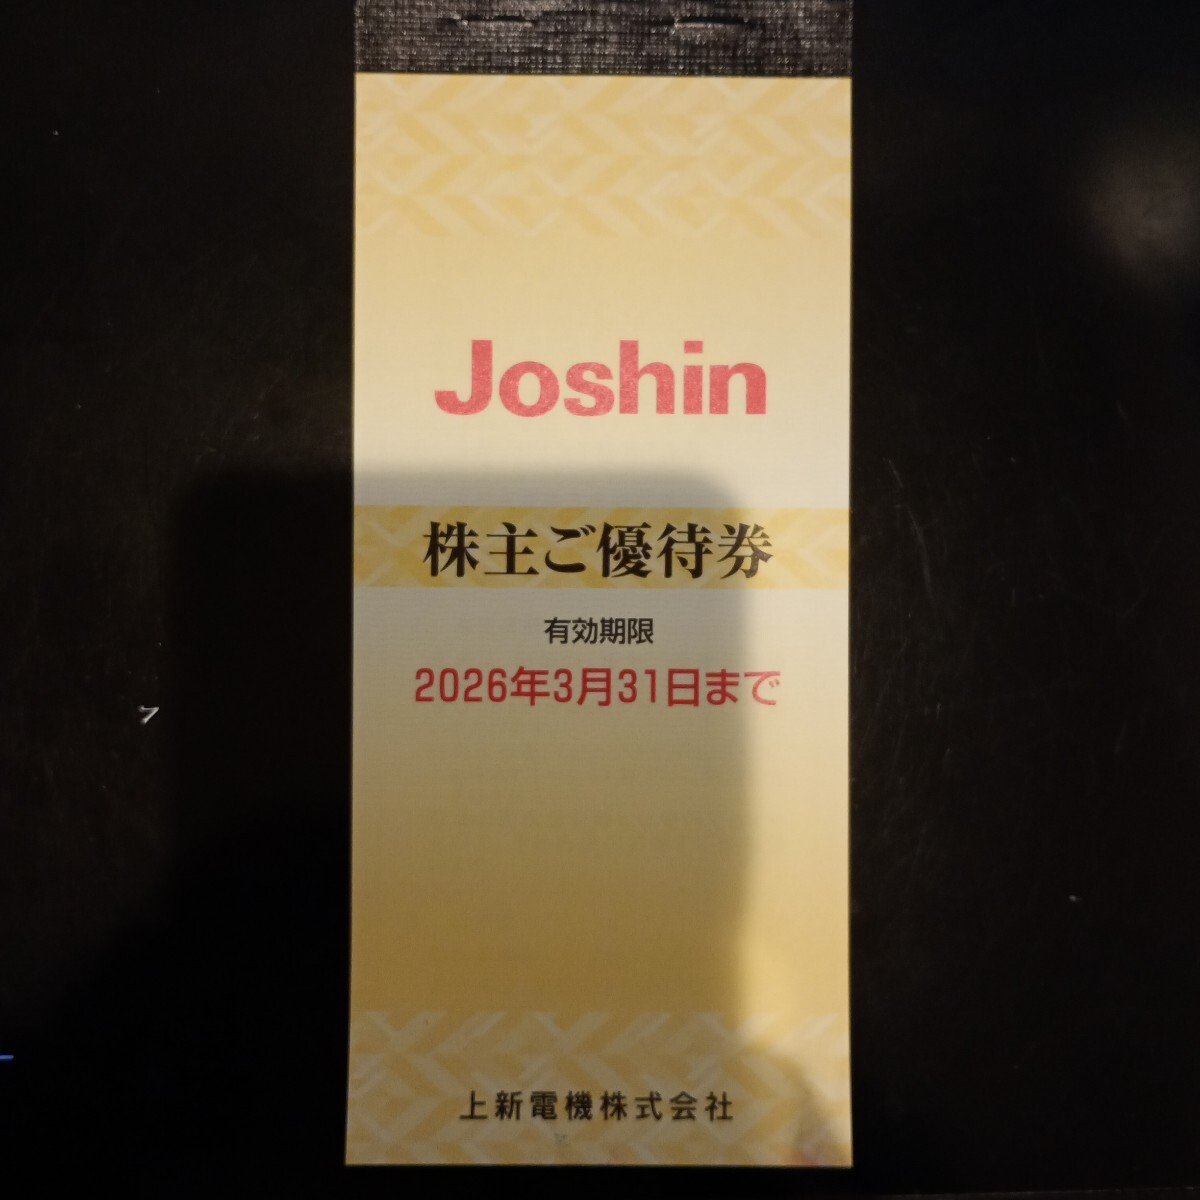 Joshin
株主ご優待券
有効期限
2026年3月31日まで
上新電機株式会社